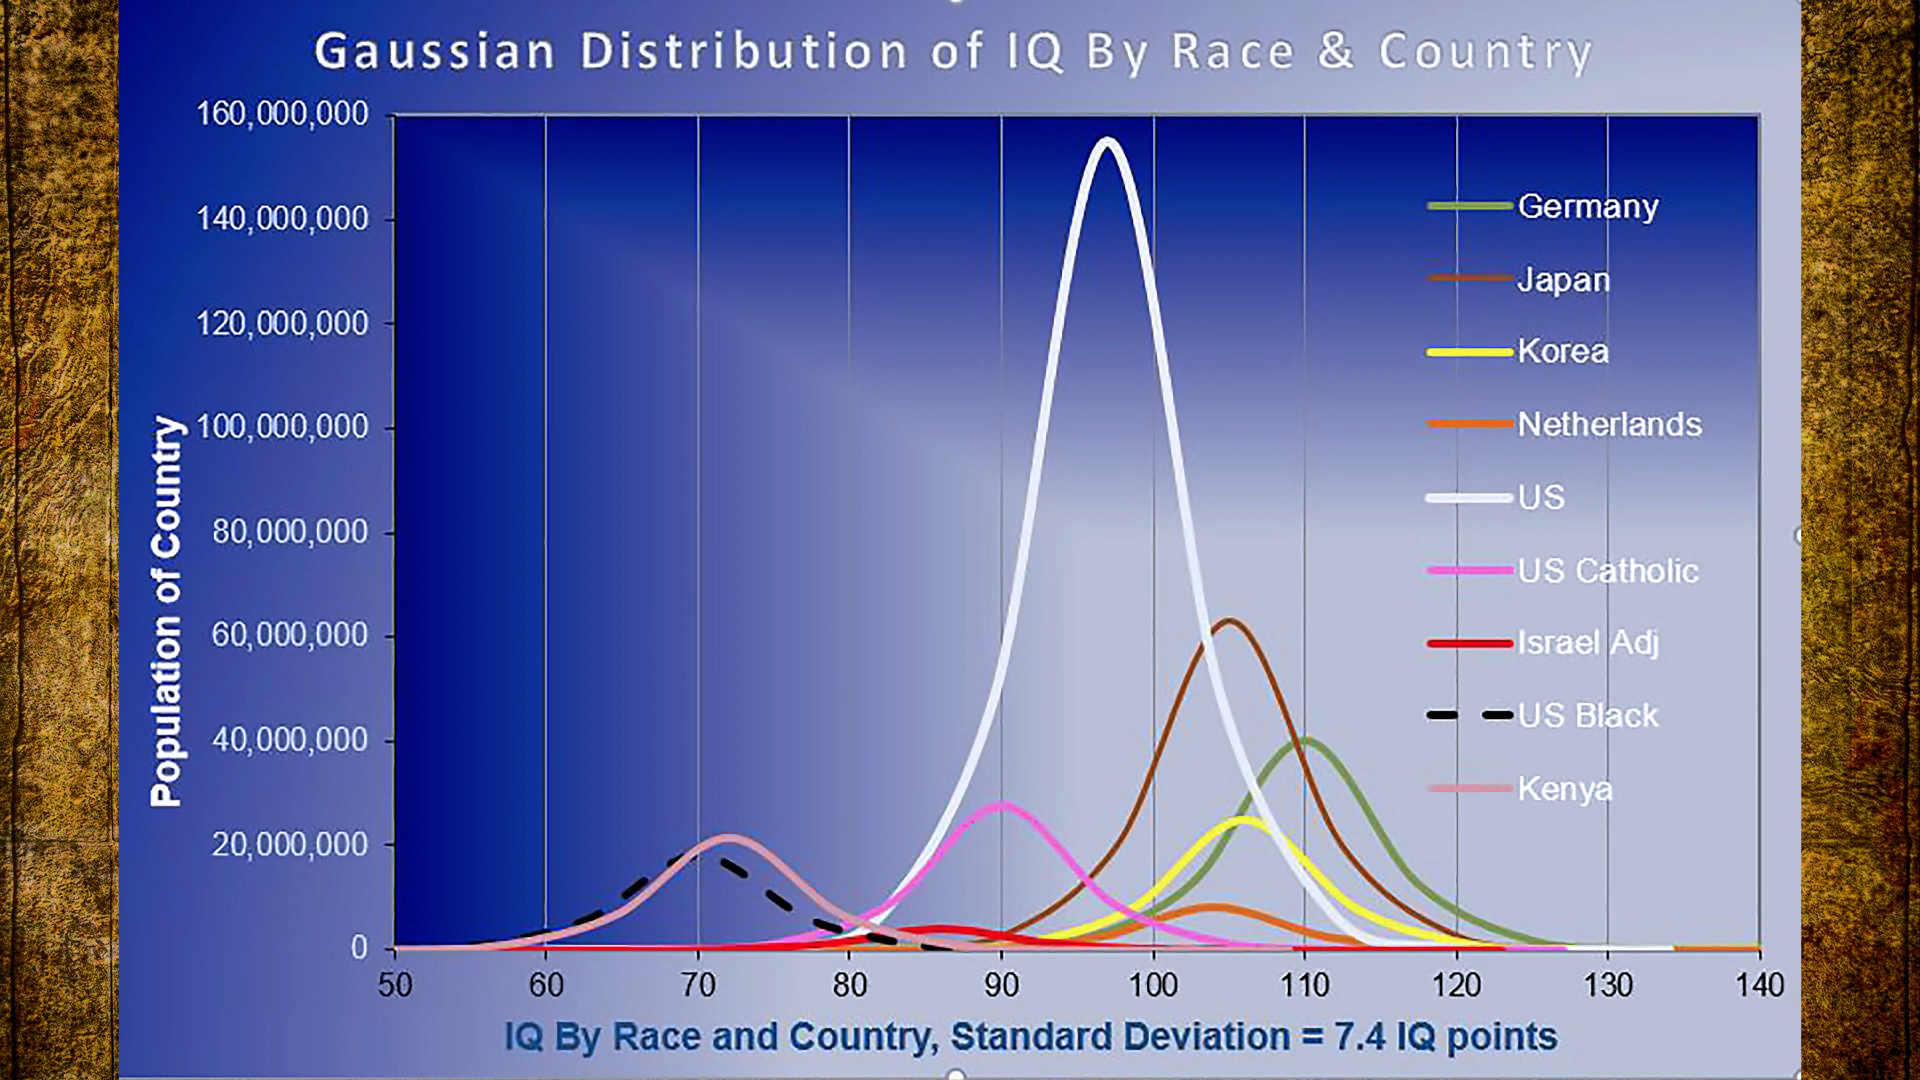 Gaussian Distribution of IQ By Race & Country
160,000,000
140,000,000
120,000,000
100,000,000
80,000,000
60,000,000
40,000,000
20,000,000
0
Population of Country
50 60 70 80 90 100 110 120 130 140
IQ By Race and Country, Standard Deviation = 7.4 IQ points
Germany
Japan
Korea
Netherlands
US
US Catholic
Israel Adj
US Black
Kenya